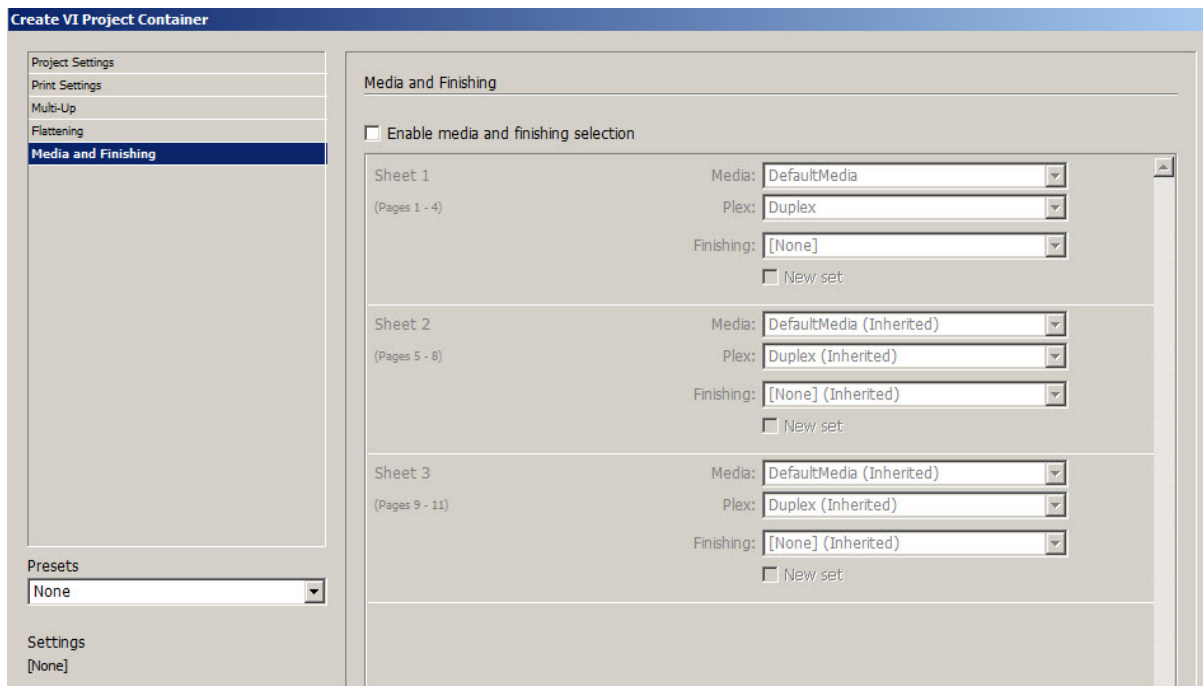 Create VI Project Container
Project Settings
Print Settings
Multi-Up
Flattening
Media and Finishing
Presets
None
Settings
[None]
Media and Finishing
Enable media and finishing selection
Sheet 1 Media: DefaultMedia
(Pages 1 - 4) Plex: Duplex
Finishing: [None]
New set
Sheet 2 Media: DefaultMedia (Inherited)
(Pages 5 - 8) Plex: Duplex (Inherited)
Finishing: [None] (Inherited)
New set
Sheet 3 Media: DefaultMedia (Inherited)
(Pages 9 - 11) Plex: Duplex (Inherited)
Finishing: [None] (Inherited)
New set